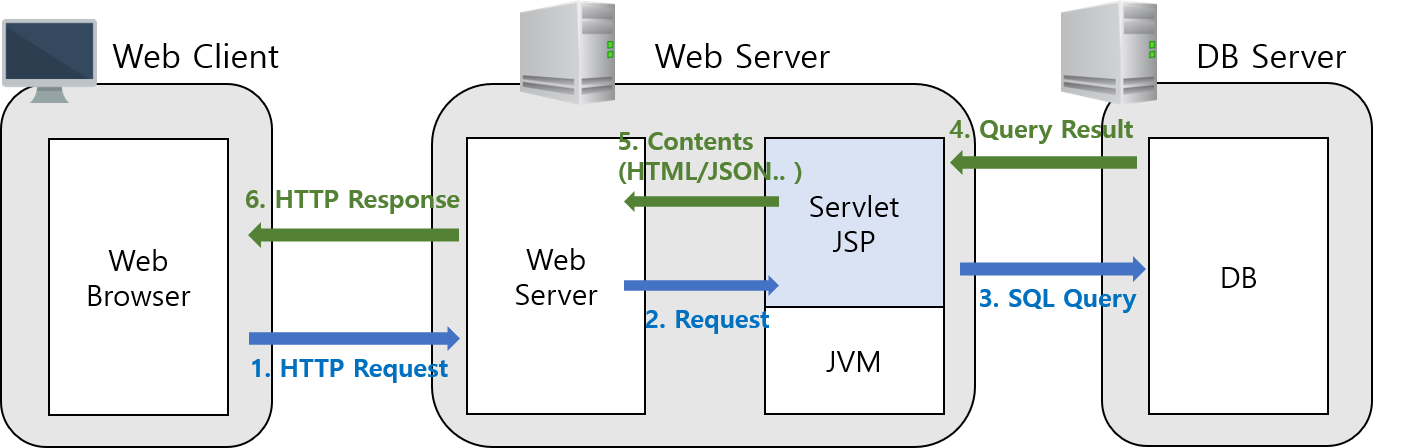 Web Client
Web Server
DB Server
4. Query Result
5. Contents
(HTML/JSON.. )
6. HTTP Response
Servlet
JSP
Web
Browser
Web
Server
DB
3. SQL Query
2. Request
1. HTTP Request
JVM